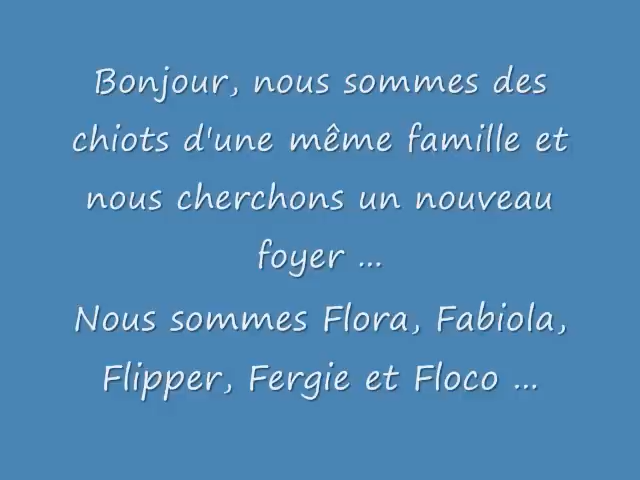 Bonjour, nous sommes des
chiots d'une même famille et
nous cherchons un nouveau
foyer ...
Nous sommes Flora, Fabiola,
Flipper, Fergie et Floco ...